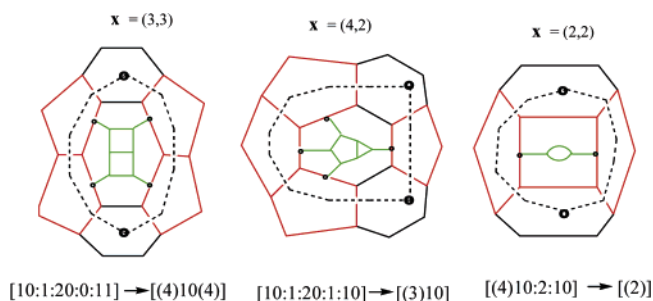 x = (3,3)
x = (4,2)
x = (2,2)
[10:1:20:0:11] → [(4)10(4)]
[10:1:20:1:10] → [(3)10]
[(4)10:2:10] → [(2)]